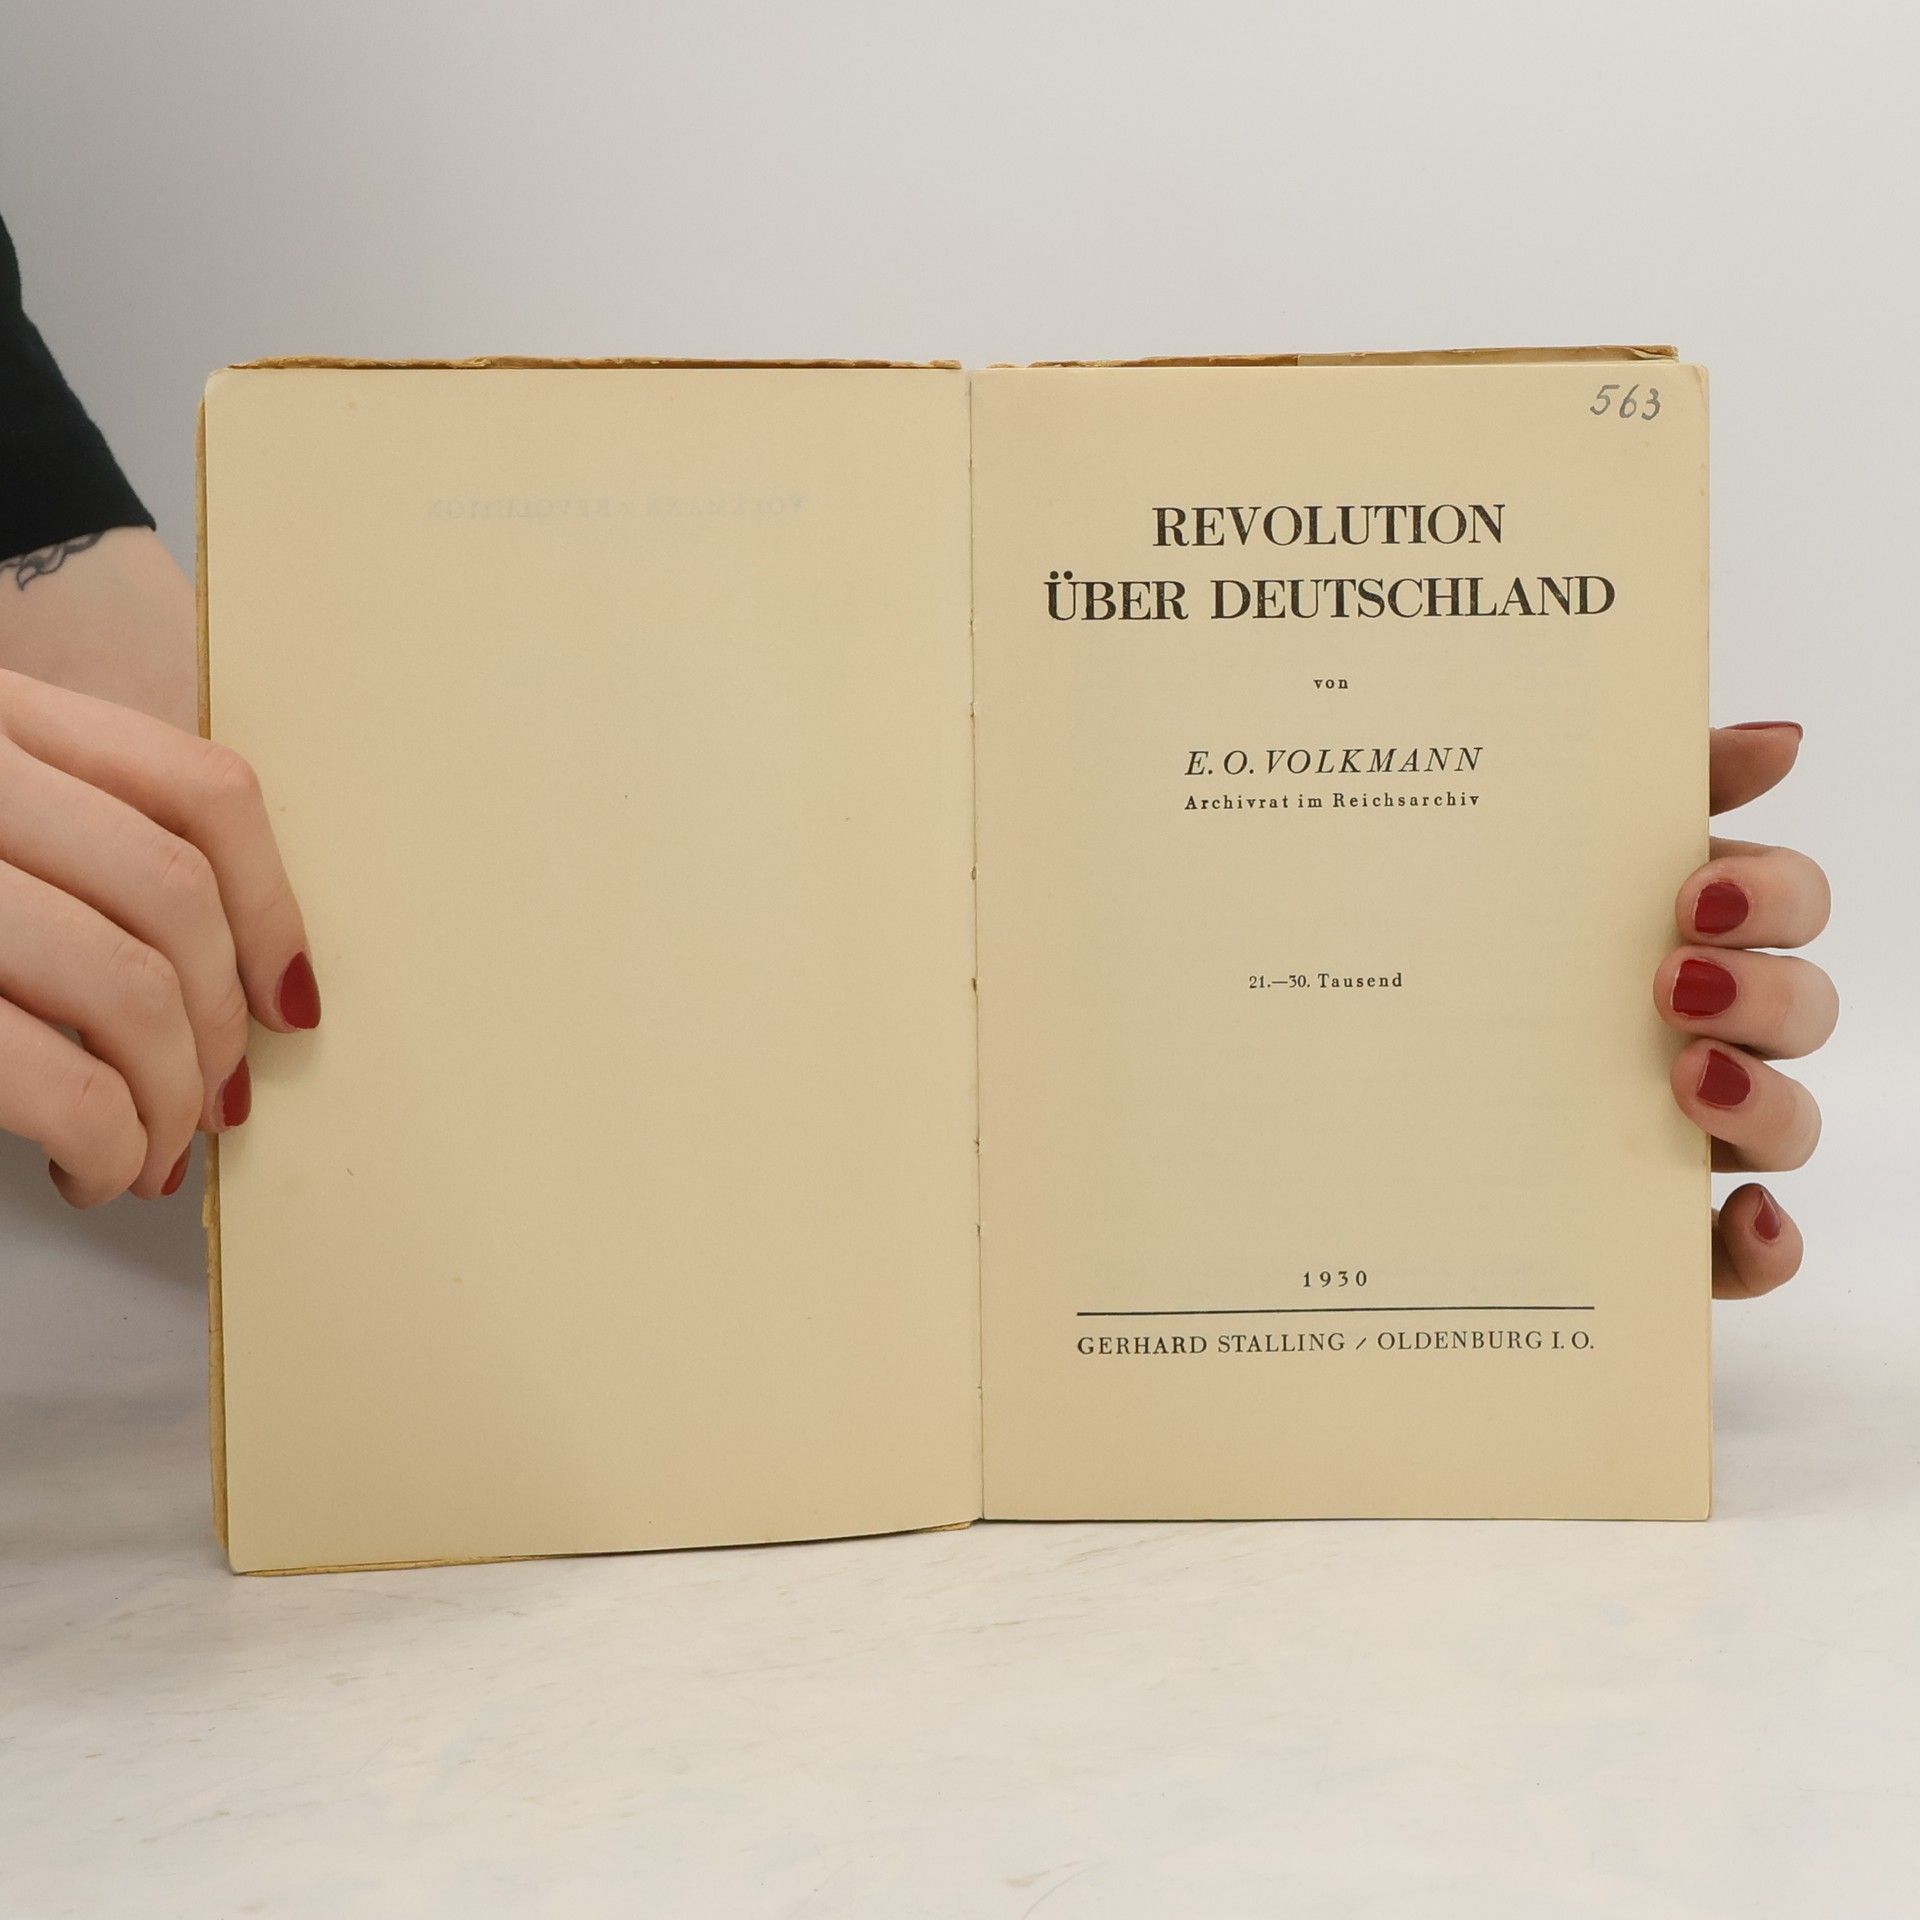 563
REVOLUTION
ÜBER DEUTSCHLAND
von
E. O. VOLKMANN
Archivrat im Reichsarchiv
21.—30. Tausend
1930
GERHARD STALLING / OLDENBURG I. O.